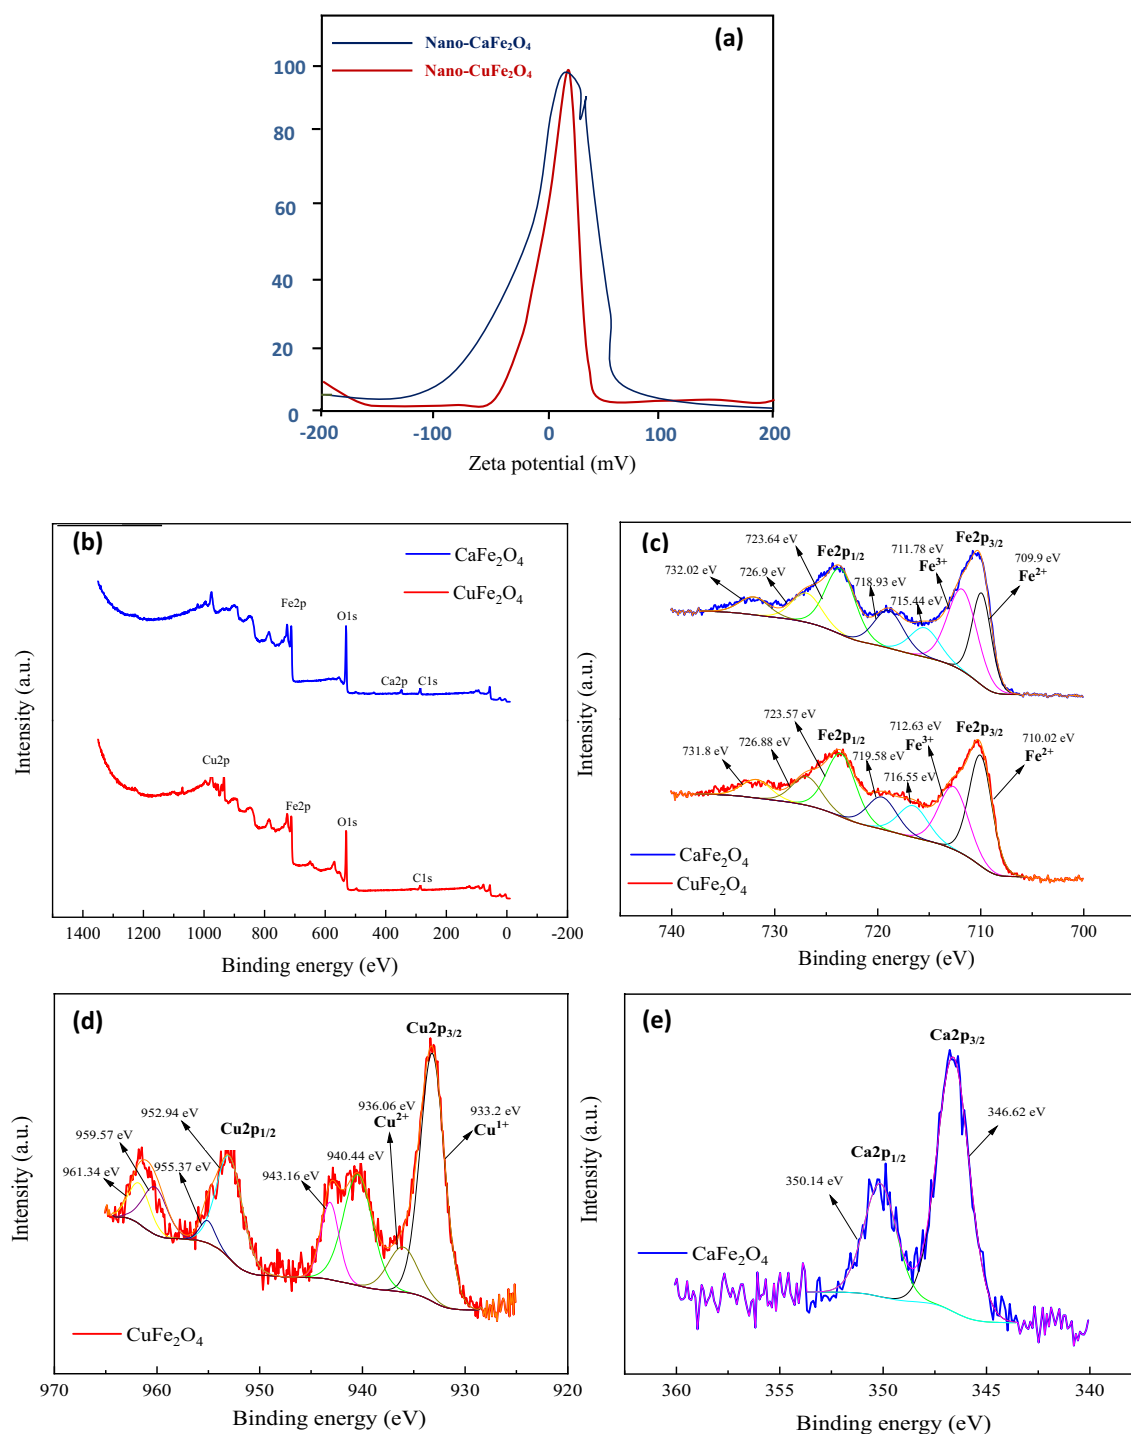 (a)
Nano-CaFe₂O₄
Nano-CuFe₂O₄
100
80
60
40
20
0
-200 -100 0 100 200
Zeta potential (mV)
(b)
CaFe₂O₄
CuFe₂O₄
Fe2p
O1s
Ca2p C1s
Cu2p
Fe2p
O1s
C1s
Intensity (a.u.)
Intensity (a.u.)
1400 1200 1000 800 600 400 200 0 -200
Binding energy (eV)
(c)
732.02 eV
726.9 eV
723.64 eV
Fe2p1/2
718.93 eV
715.44 eV
711.78 eV
Fe³⁺
Fe2p3/2
709.9 eV
Fe²⁺
731.8 eV
726.88 eV
723.57 eV
Fe2p1/2
719.58 eV
716.55 eV
712.63 eV
Fe³⁺
Fe2p3/2
710.02 eV
Fe²⁺
CaFe₂O₄
CuFe₂O₄
Intensity (a.u.)
Intensity (a.u.)
740 730 720 710 700
Binding energy (eV)
(d)
961.34 eV
959.57 eV
955.37 eV
952.94 eV
Cu2p1/2
943.16 eV
940.44 eV
936.06 eV
Cu²⁺
Cu2p3/2
933.2 eV
Cu¹⁺
CuFe₂O₄
Intensity (a.u.)
970 960 950 940 930 920
Binding energy (eV)
(e)
Ca2p3/2
346.62 eV
Ca2p1/2
350.14 eV
CaFe₂O₄
Intensity (a.u.)
360 355 350 345 340
Binding energy (eV)